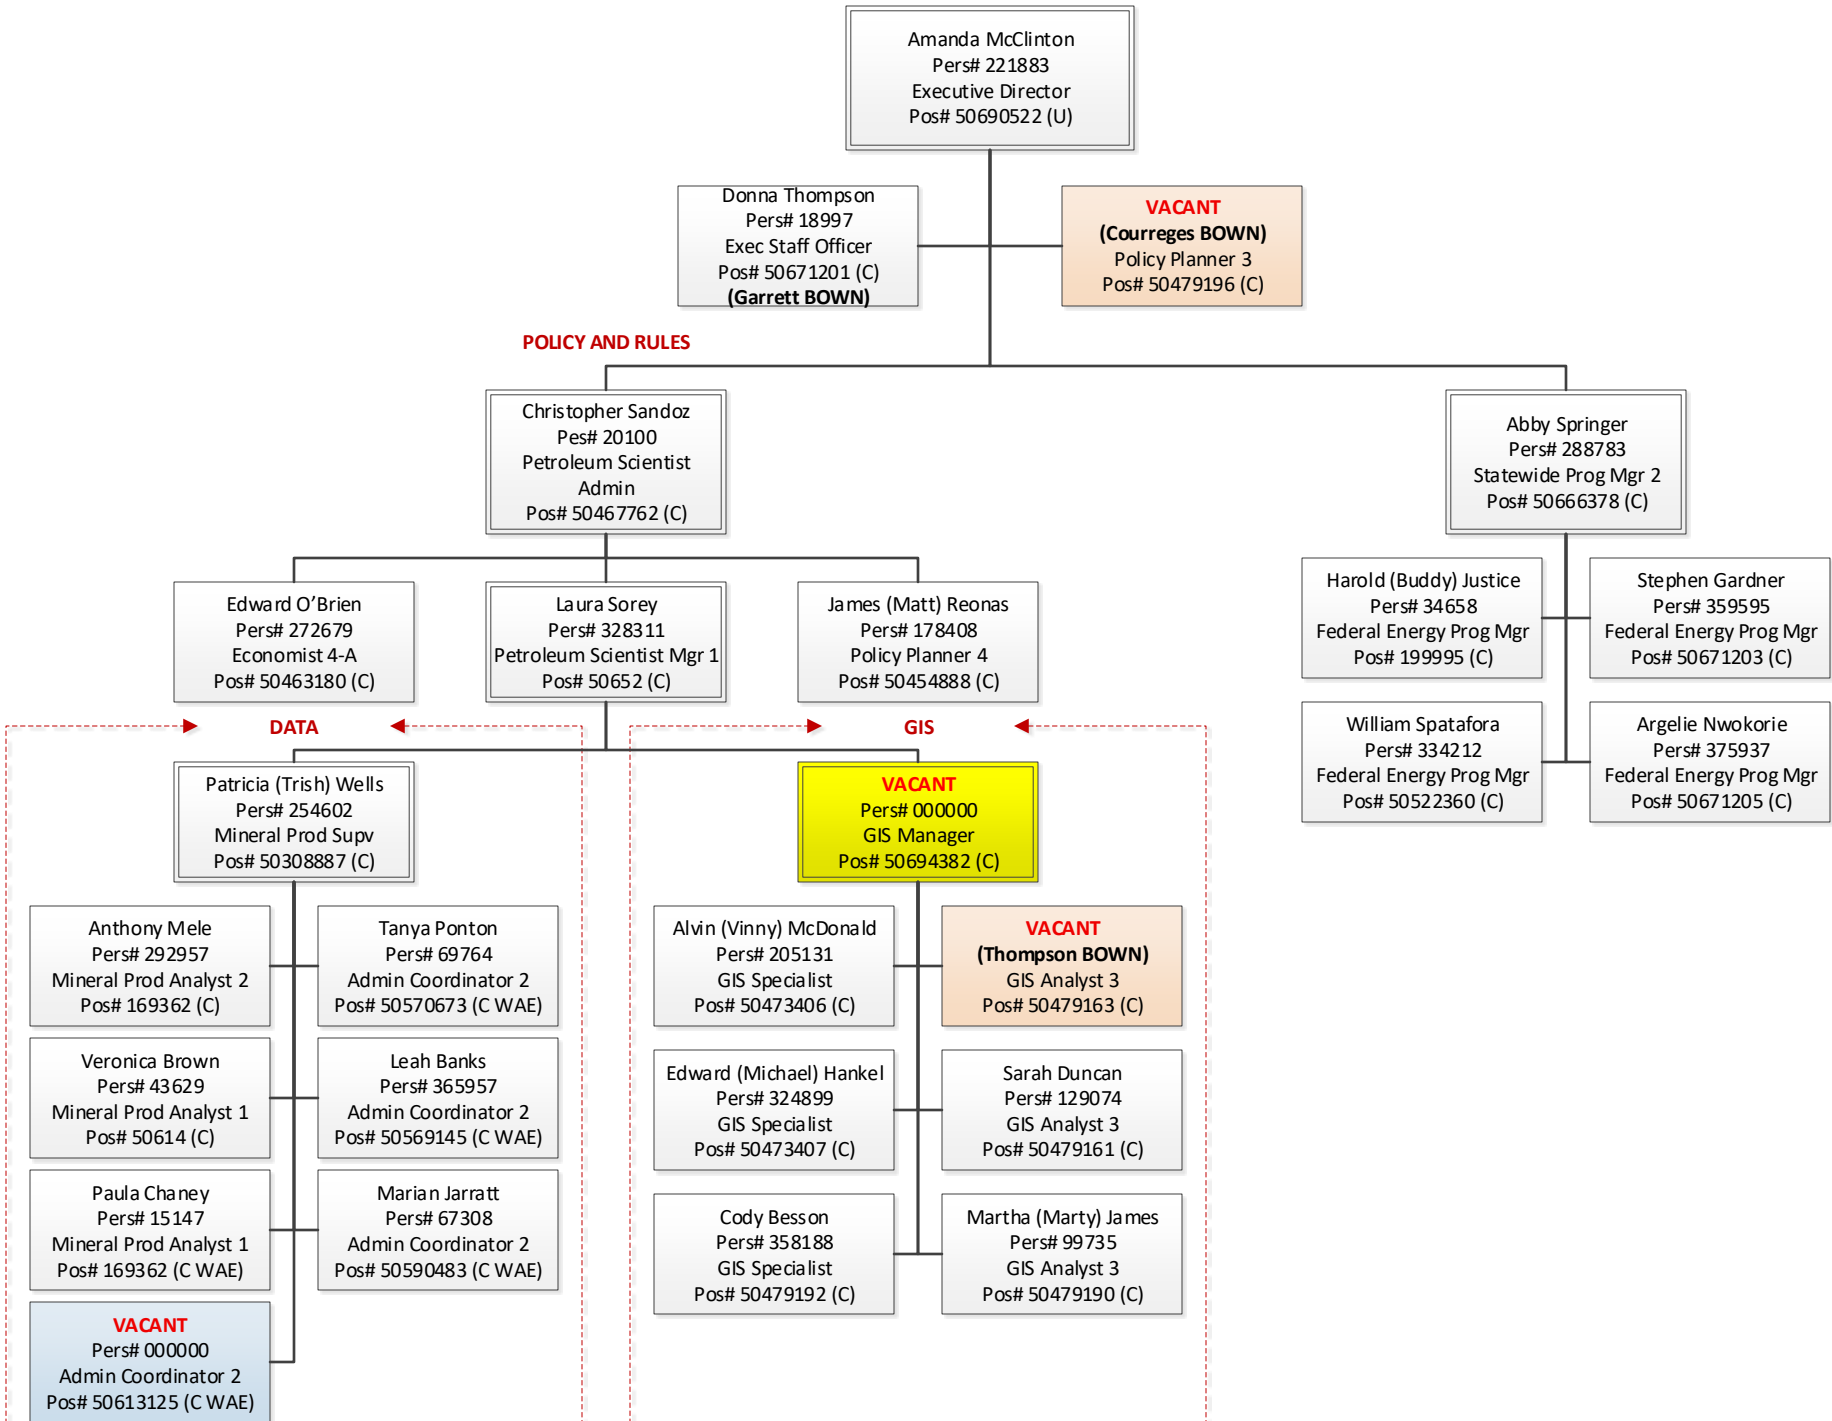 Amanda McClinton
Pers# 221883
Executive Director
Pos# 50690522 (U)
Donna Thompson
Pers# 18997
Exec Staff Officer
Pos# 50671201 (C)
(Garrett BOWN)
VACANT
(Courreges BOWN)
Policy Planner 3
Pos# 50479196 (C)
POLICY AND RULES
Christopher Sandoz
Pes# 20100
Petroleum Scientist
Admin
Pos# 50467762 (C)
Abby Springer
Pers# 288783
Statewide Prog Mgr 2
Pos# 50666378 (C)
Edward O’Brien
Pers# 272679
Economist 4-A
Pos# 50463180 (C)
Laura Sorey
Pers# 328311
Petroleum Scientist Mgr 1
Pos# 50652 (C)
James (Matt) Reonas
Pers# 178408
Policy Planner 4
Pos# 50454888 (C)
Harold (Buddy) Justice
Pers# 34658
Federal Energy Prog Mgr
Pos# 199995 (C)
Stephen Gardner
Pers# 359595
Federal Energy Prog Mgr
Pos# 50671203 (C)
William Spatafora
Pers# 334212
Federal Energy Prog Mgr
Pos# 50522360 (C)
Argelie Nwokorie
Pers# 375937
Federal Energy Prog Mgr
Pos# 50671205 (C)
DATA
GIS
Patricia (Trish) Wells
Pers# 254602
Mineral Prod Supv
Pos# 50308887 (C)
VACANT
Pers# 000000
GIS Manager
Pos# 50694382 (C)
Anthony Mele
Pers# 292957
Mineral Prod Analyst 2
Pos# 169362 (C)
Tanya Ponton
Pers# 69764
Admin Coordinator 2
Pos# 50570673 (C WAE)
Alvin (Vinny) McDonald
Pers# 205131
GIS Specialist
Pos# 50473406 (C)
VACANT
(Thompson BOWN)
GIS Analyst 3
Pos# 50479163 (C)
Veronica Brown
Pers# 43629
Mineral Prod Analyst 1
Pos# 50614 (C)
Leah Banks
Pers# 365957
Admin Coordinator 2
Pos# 50569145 (C WAE)
Edward (Michael) Hankel
Pers# 324899
GIS Specialist
Pos# 50473407 (C)
Sarah Duncan
Pers# 129074
GIS Analyst 3
Pos# 50479161 (C)
Paula Chaney
Pers# 15147
Mineral Prod Analyst 1
Pos# 169362 (C WAE)
Marian Jarratt
Pers# 67308
Admin Coordinator 2
Pos# 50590483 (C WAE)
Cody Besson
Pers# 358188
GIS Specialist
Pos# 50479192 (C)
Martha (Marty) James
Pers# 99735
GIS Analyst 3
Pos# 50479190 (C)
VACANT
Pers# 000000
Admin Coordinator 2
Pos# 50613125 (C WAE)